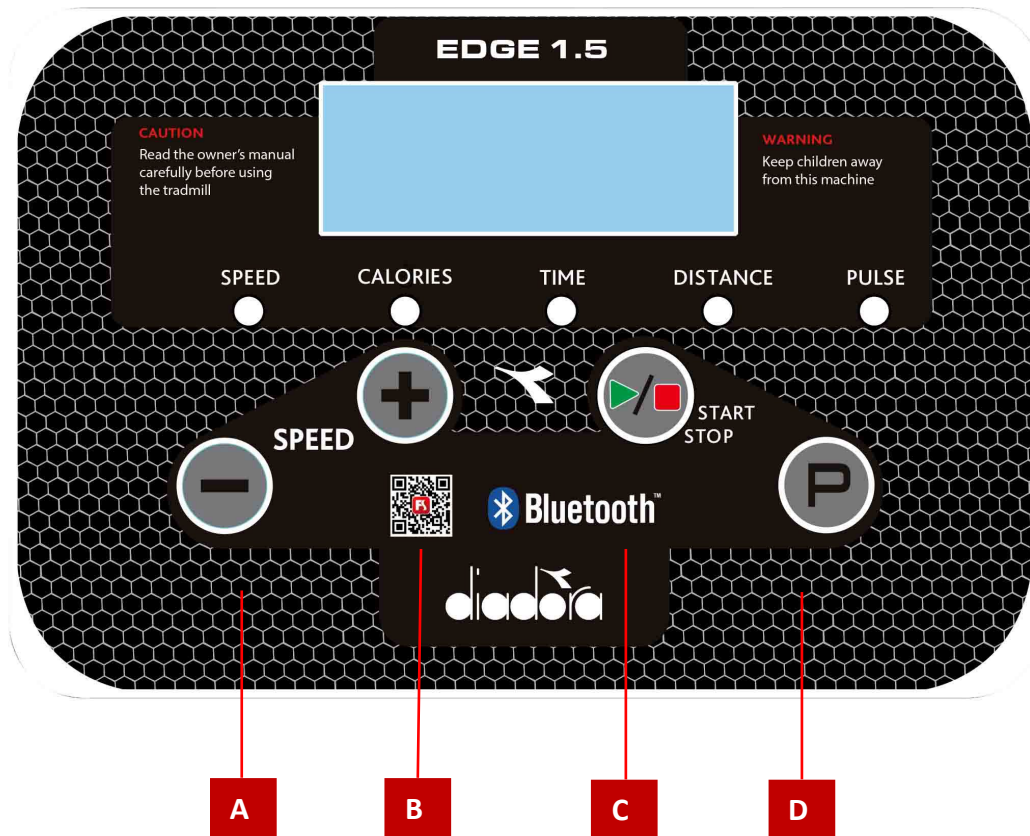 EDGE 1.5
CAUTION
Read the owner's manual
carefully before using
the tradmill
WARNING
Keep children away
from this machine
SPEED
CALORIES
TIME
DISTANCE
PULSE
SPEED
START
STOP
P
Bluetooth™
diadora
A
B
C
D